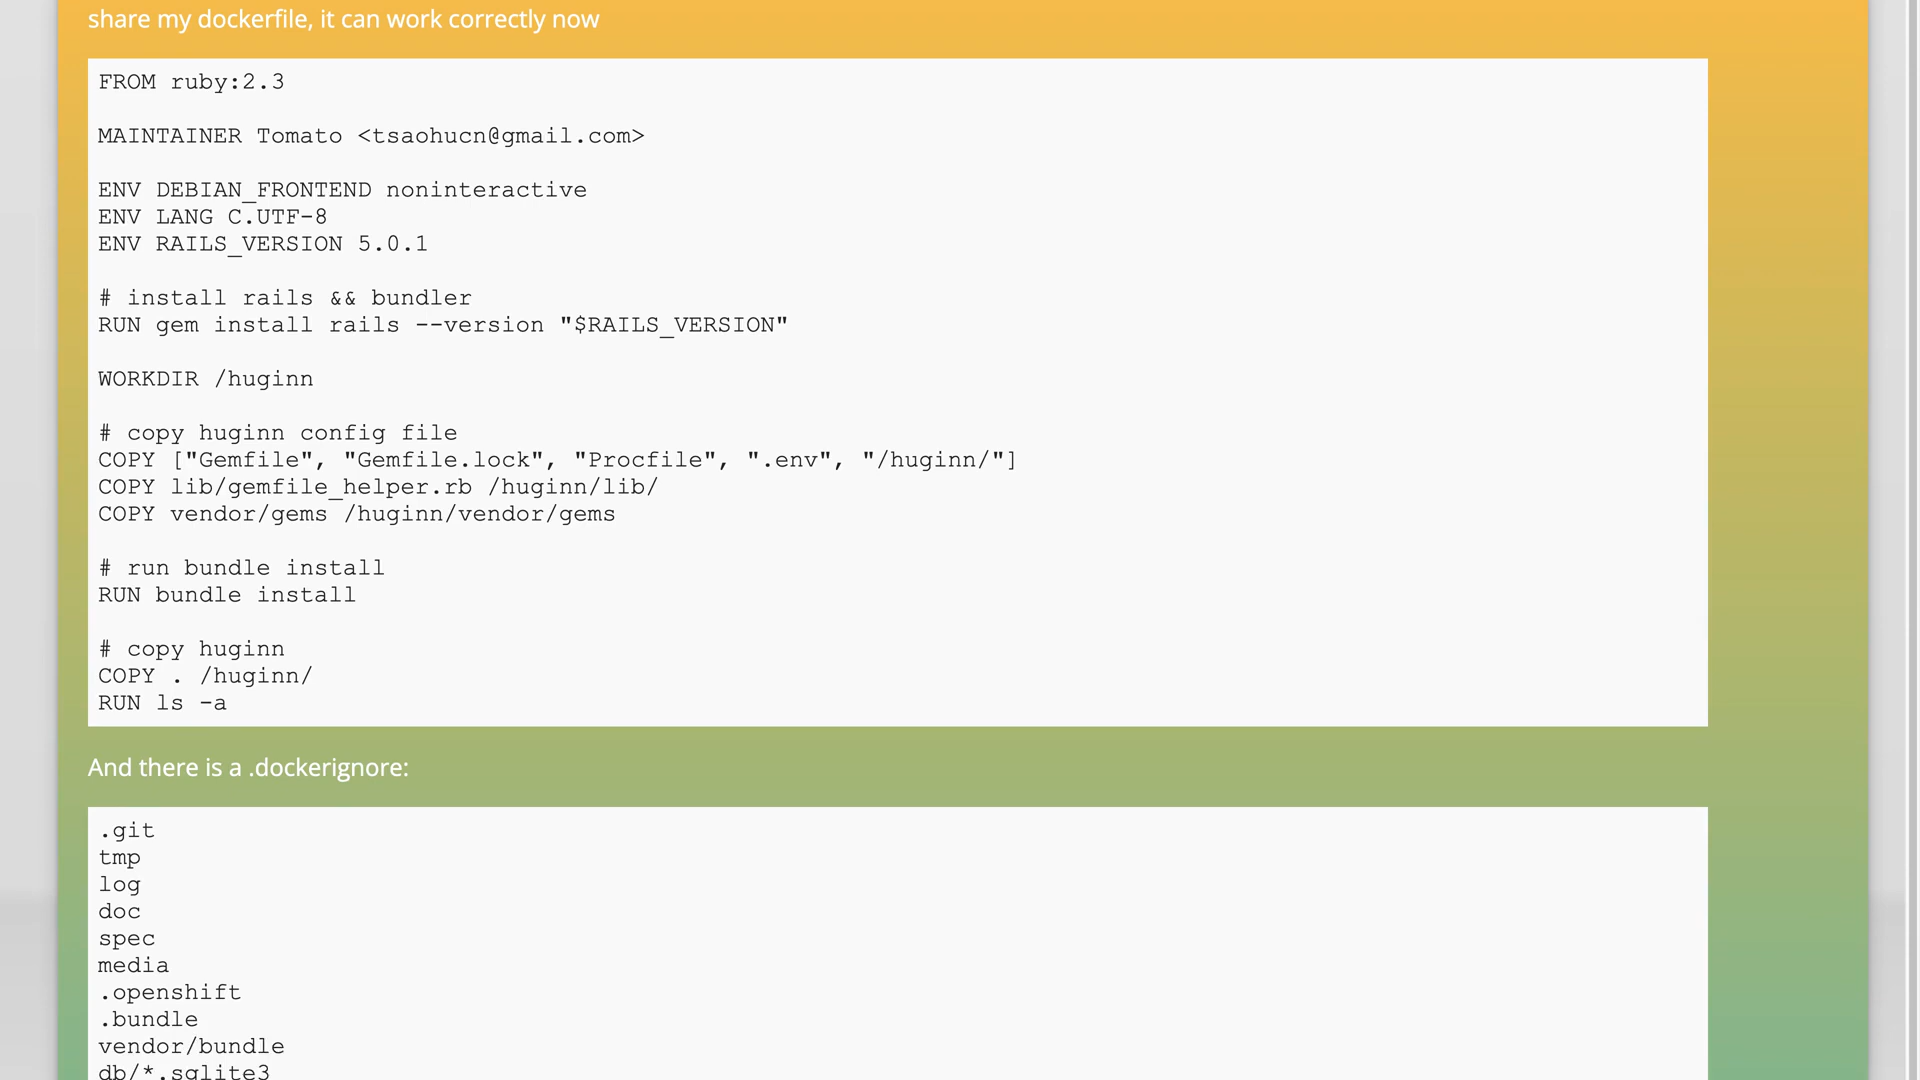 share my dockerfile, it can work correctly now
FROM ruby:2.3
MAINTAINER Tomato <tsaohucn@gmail.com>
ENV DEBIAN_FRONTEND noninteractive
ENV LANG C.UTF-8
ENV RAILS_VERSION 5.0.1
# install rails && bundler
RUN gem install rails --version "$RAILS_VERSION"
WORKDIR /huginn
# copy huginn config file
COPY ["Gemfile", "Gemfile.lock", "Procfile", ".env", "/huginn/"]
COPY lib/gemfile_helper.rb /huginn/lib/
COPY vendor/gems /huginn/vendor/gems
# run bundle install
RUN bundle install
# copy huginn
COPY . /huginn/
RUN ls -a
And there is a .dockerignore:
.git
tmp
log
doc
spec
media
.openshift
.bundle
vendor/bundle
db/*.sqlite3